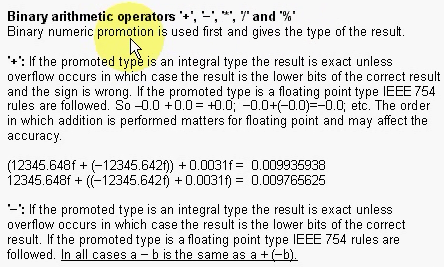 Binary arithmetic operators '+', '–', '*', '/' and '%'
Binary numeric promotion is used first and gives the type of the result.
'+': If the promoted type is an integral type the result is exact unless
overflow occurs in which case the result is the lower bits of the correct result
and the sign is wrong. If the promoted type is a floating point type IEEE 754
rules are followed. So –0.0 +0.0 = +0.0; –0.0+(–0.0)=–0.0; etc. The order
in which addition is performed matters for floating point and may affect the
accuracy.
(12345.648f + (–12345.642f)) + 0.0031f = 0.009935938
12345.648f + ((–12345.642f) + 0.0031f) = 0.009765625
'–': If the promoted type is an integral type the result is exact unless
overflow occurs in which case the result is the lower bits of the correct
result. If the promoted type is a floating point type IEEE 754 rules are
followed. In all cases a – b is the same as a + (–b).